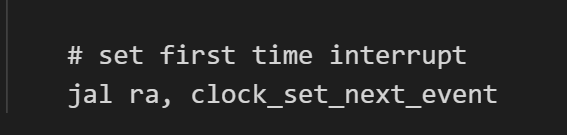 # set first time interrupt
jal ra, clock_set_next_event